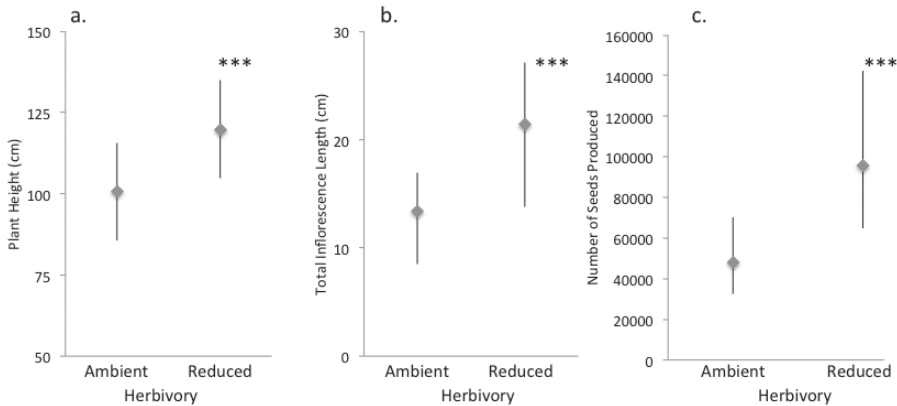 a.
150
125
100
75
50
Plant Height (cm)
***
Ambient
Reduced
Herbivory
b.
30
20
10
0
Total Inflorescence Length (cm)
***
Ambient
Reduced
Herbivory
c.
160000
140000
120000
100000
80000
60000
40000
20000
0
Number of Seeds Produced
***
Ambient
Reduced
Herbivory